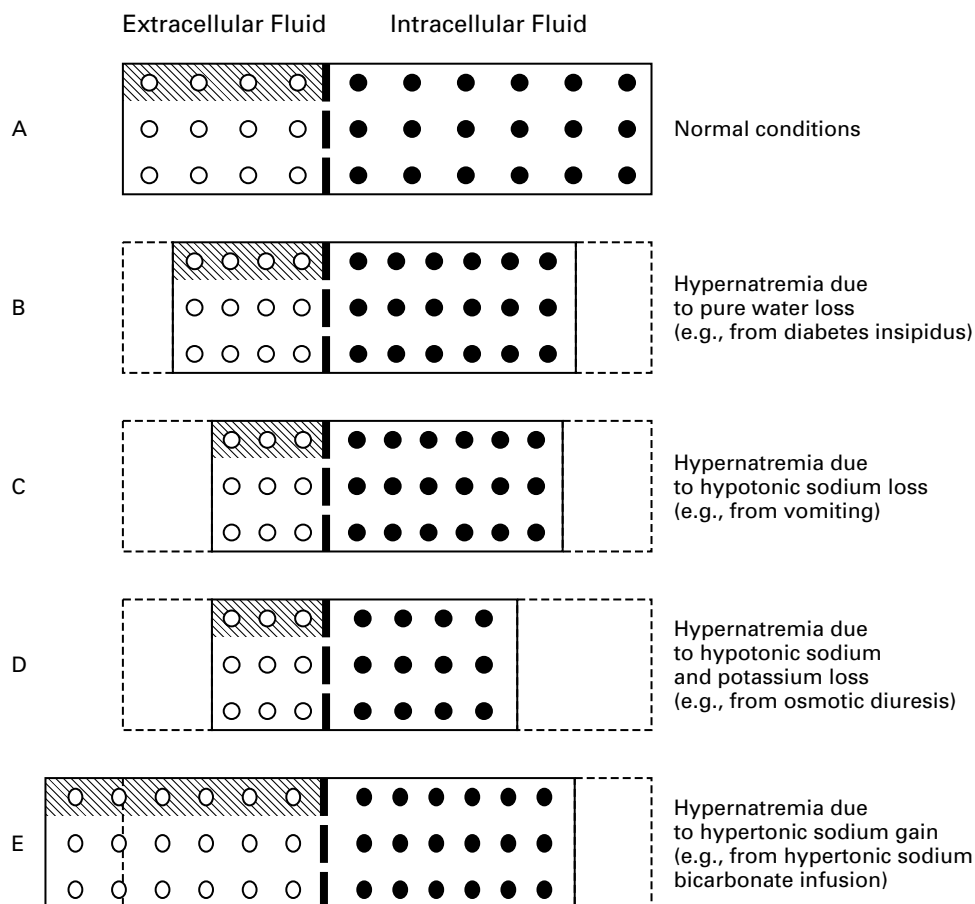 Extracellular Fluid Intracellular Fluid
A
Normal conditions
B
Hypernatremia due
to pure water loss
(e.g., from diabetes insipidus)
C
Hypernatremia due
to hypotonic sodium loss
(e.g., from vomiting)
D
Hypernatremia due
to hypotonic sodium
and potassium loss
(e.g., from osmotic diuresis)
E
Hypernatremia due
to hypertonic sodium gain
(e.g., from hypertonic sodium
bicarbonate infusion)